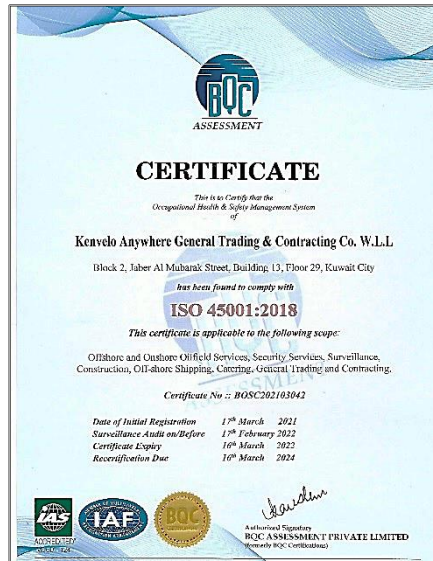 BQC
ASSESSMENT
CERTIFICATE
This is to Certify that the
Occupational Health & Safety Management System
of
Kenvelo Anywhere General Trading & Contracting Co. W.L.L
Block 2, Jaber Al Mubarak Street, Building 13, Floor 29, Kuwait City
has been found to comply with
ISO 45001:2018
This certificate is applicable to the following scope:
Offshore and Onshore Oilfield Services, Security Services, Surveillance,
Construction, Off-shore Shipping, Catering, General Trading and Contracting.
Certificate No :: BOSC202103042
Date of Initial Registration 17th March 2021
Surveillance Audit on/Before 17th February 2022
Certificate Expiry 16th March 2022
Recertification Due 16th March 2024
IAS
ACCREDITED
IAF
BQC
Authorized Signatory
BQC ASSESSMENT PRIVATE LIMITED
(formerly BQC Certifications)